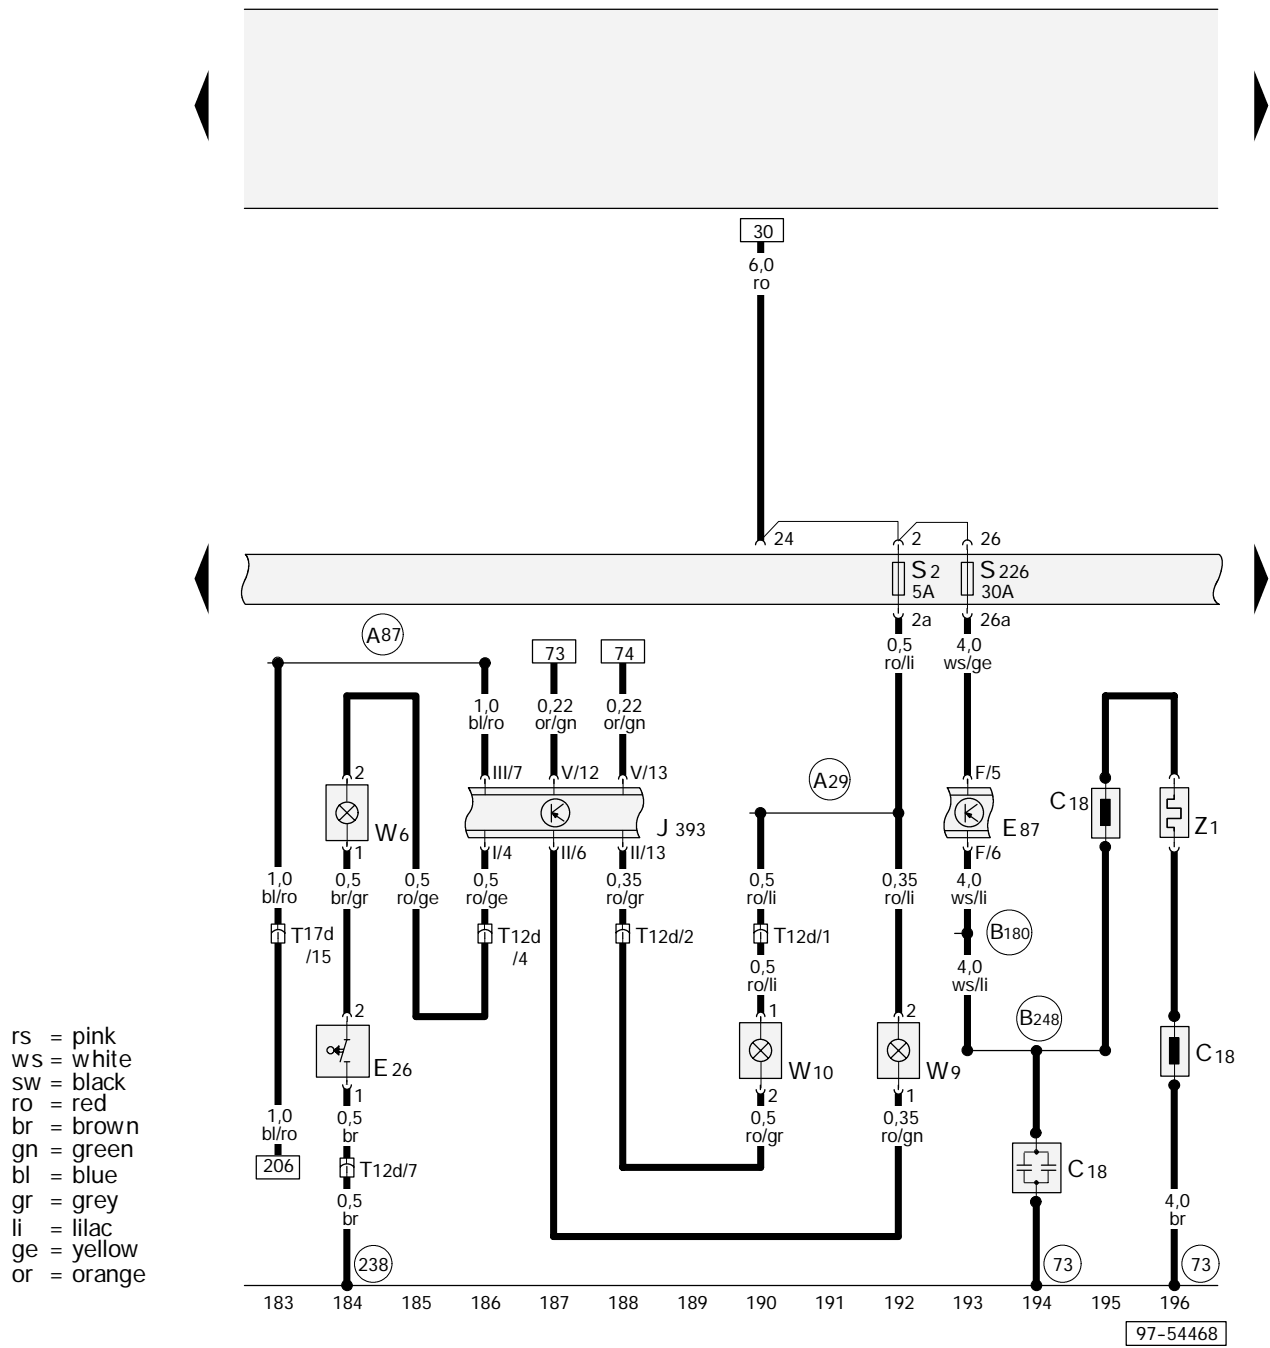 30
6,0
ro
24
2
26
S 2
5A
S 226
30A
2a
26a
A87
73
74
0,5
ro/li
4,0
ws/ge
1,0
bl/ro
0,22
or/gn
0,22
or/gn
2
III/7
V/12
V/13
A29
F/5
C 18
W 6
J 393
E 87
Z 1
1
I/4
II/6
II/13
F/6
1,0
bl/ro
0,5
br/gr
0,5
ro/ge
0,5
ro/ge
0,35
ro/gr
0,5
ro/li
0,35
ro/li
4,0
ws/li
T17d
/15
T12d
/4
T12d/2
T12d/1
B180
0,5
ro/li
4,0
ws/li
2
1
2
B248
E 26
W 10
W 9
C 18
1
2
1
1,0
bl/ro
0,5
br
0,5
ro/gr
0,35
ro/gn
206
T12d/7
C 18
0,5
br
4,0
br
238
73
73
rs = pink
ws = white
sw = black
ro = red
br = brown
gn = green
bl = blue
gr = grey
li = lilac
ge = yellow
or = orange
183 184 185 186 187 188 189 190 191 192 193 194 195 196
97-54468